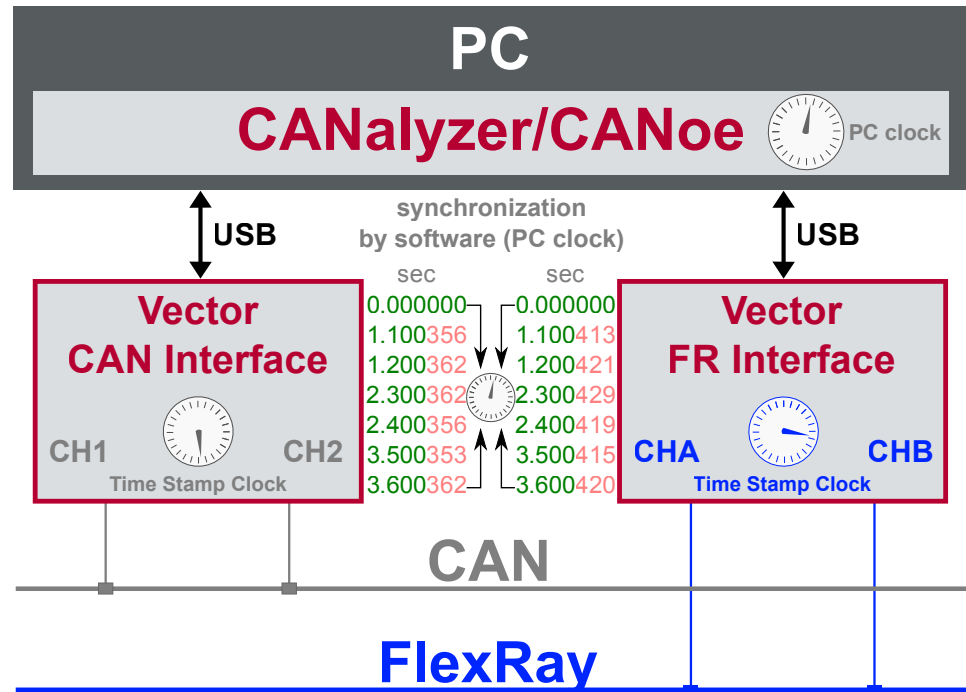 PC
CANalyzer/CANoe
PC clock
USB
synchronization
by software (PC clock)
USB
Vector
CAN Interface
CH1
CH2
Time Stamp Clock
sec
0.000000
1.100356
1.200362
2.300362
2.400356
3.500353
3.600362
sec
0.000000
1.100413
1.200421
2.300429
2.400419
3.500415
3.600420
Vector
FR Interface
CHA
CHB
Time Stamp Clock
CAN
FlexRay